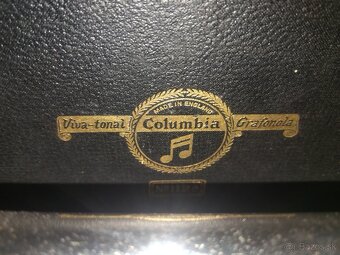 MADE IN ENGLAND
Viva-tonal Columbia Grafonola